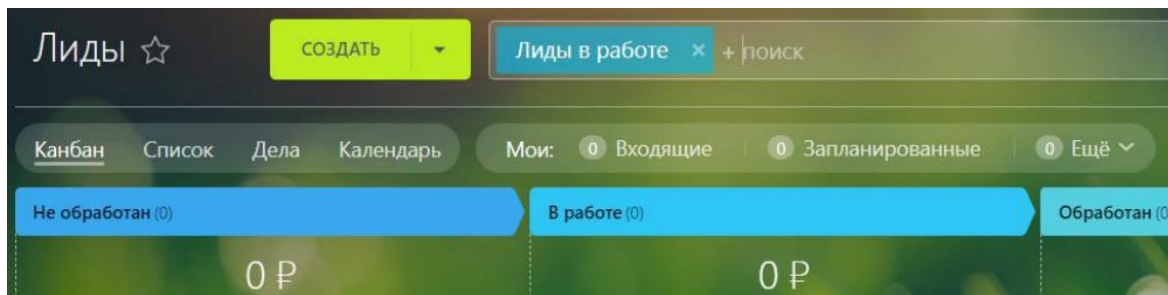 Лиды
СОЗДАТЬ
Лиды в работе × + поиск
Канбан Список Дела Календарь Мои: 0 Входящие 0 Запланированные 0 Ещё
Не обработан (0) В работе (0) Обработан (0
0 ₽ 0 ₽